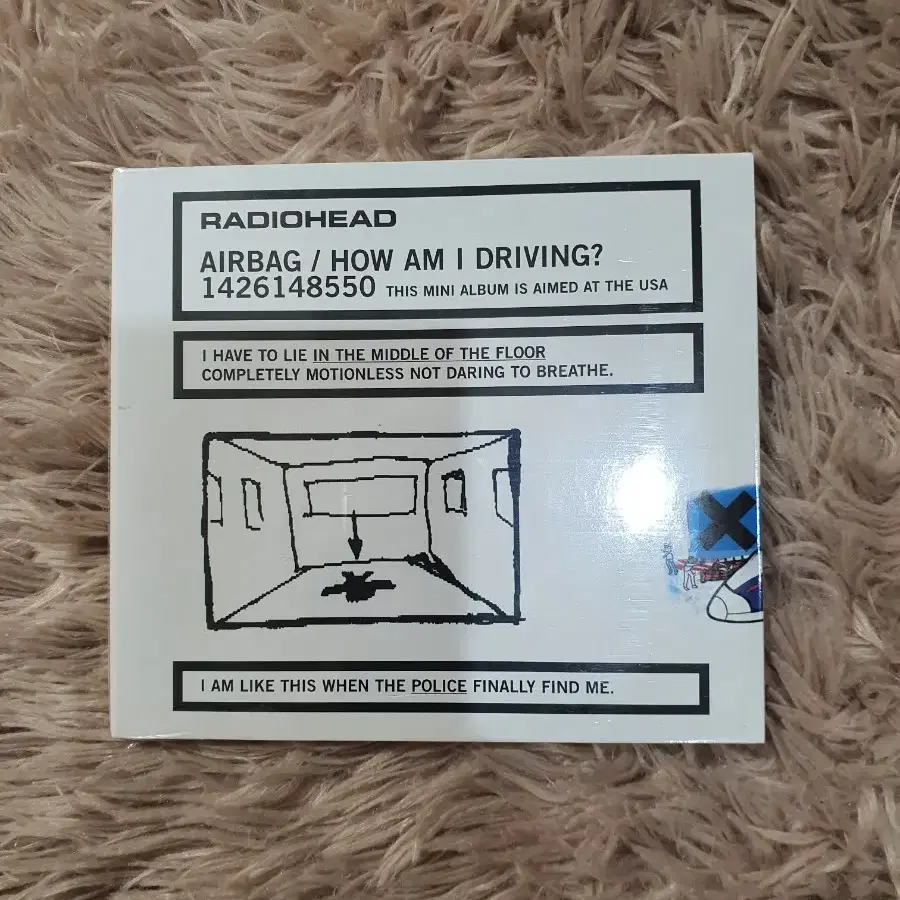 RADIOHEAD
AIRBAG / HOW AM I DRIVING?
1426148550 THIS MINI ALBUM IS AIMED AT THE USA
I HAVE TO LIE IN THE MIDDLE OF THE FLOOR
COMPLETELY MOTIONLESS NOT DARING TO BREATHE.
I AM LIKE THIS WHEN THE POLICE FINALLY FIND ME.